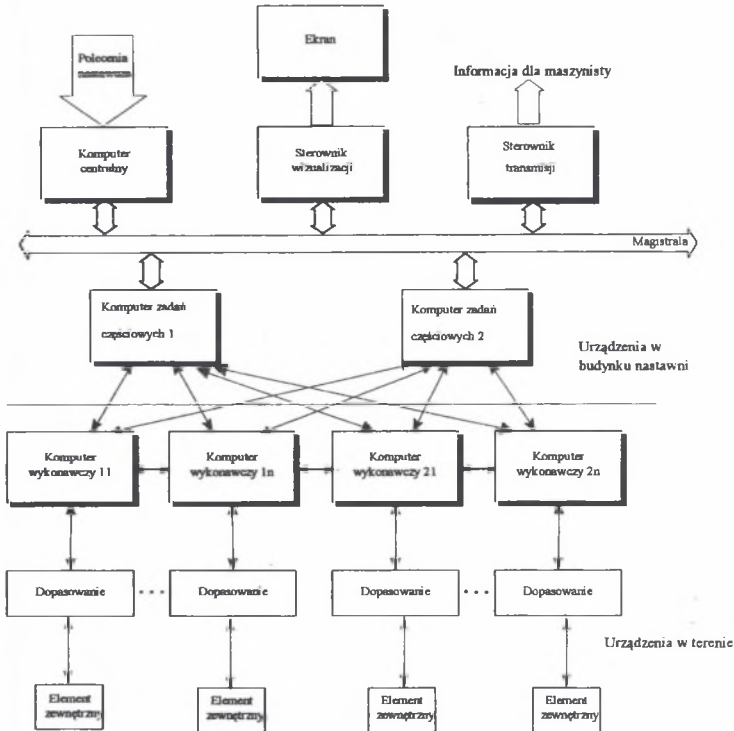 Polecenia
Ekran
Informacja dla maszynisty
Komputer
centralny
Sterownik
wizualizacji
Sterownik
transmisji
Magistrala
Komputer zadań
częściowych 1
Komputer zadań
częściowych 2
Urządzenia w
budynku nastawni
Komputer
wykonawczy 11
Komputer
wykonawczy 1n
Komputer
wykonawczy 21
Komputer
wykonawczy 2n
Dopasowanie
. . .
Dopasowanie
Dopasowanie
. . .
Dopasowanie
Urządzenia w terenie
Element
zewnętrzny
Element
zewnętrzny
Element
zewnętrzny
Element
zewnętrzny